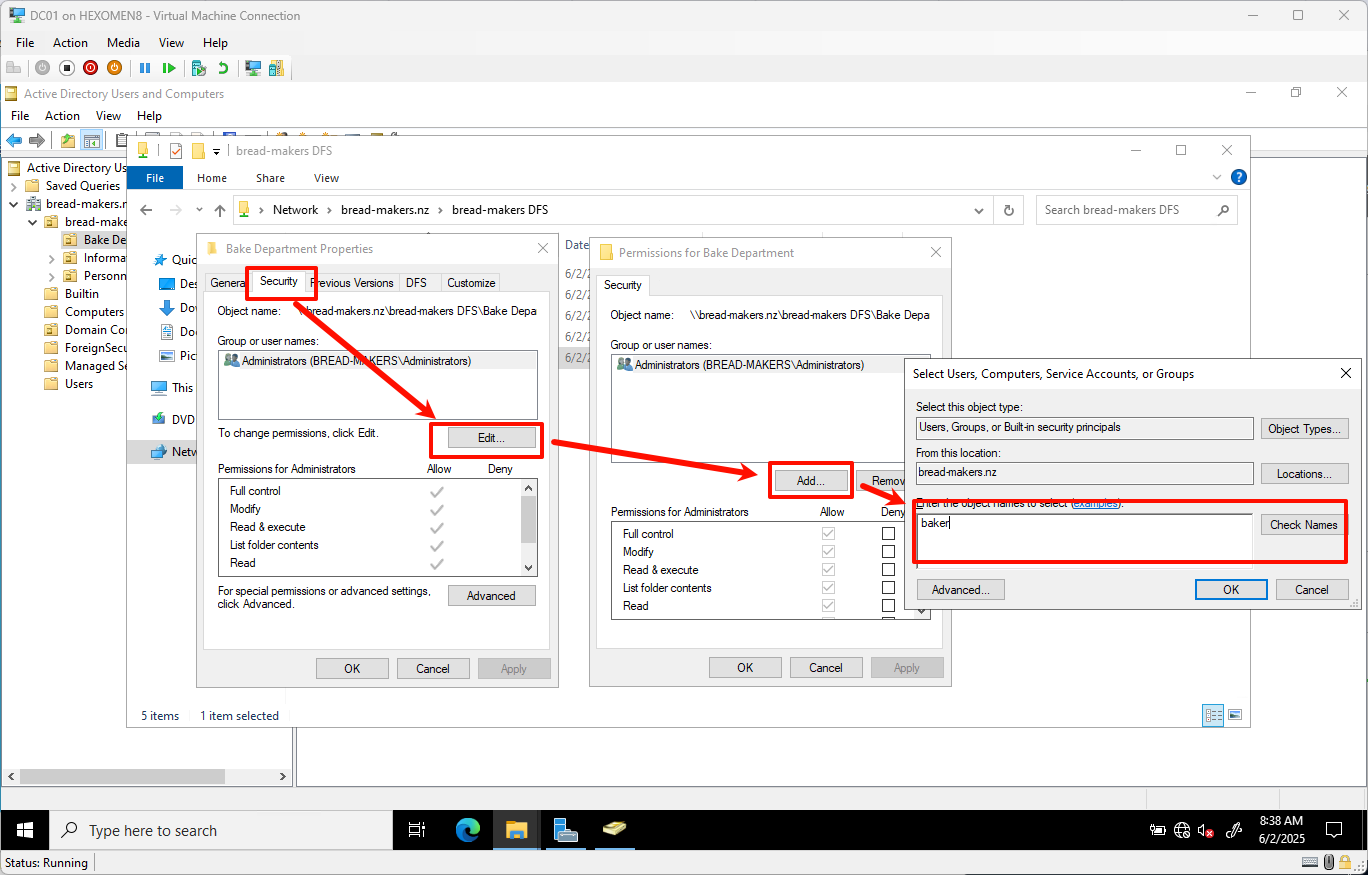 DC01 on HEXOMEN8 - Virtual Machine Connection
File Action Media View Help
Active Directory Users and Computers
File Action View Help
Active Directory Us
Saved Queries
bread-makers.n
bread-make
Bake De
Informa
Personn
Builtin
Computers
Domain Co
ForeignSecu
Managed Se
Users
bread-makers DFS
File Home Share View
Network > bread-makers.nz > bread-makers DFS
Search bread-makers DFS
Quic
Des
Dov
Doc
Pict
This
DVD
Netw
Date
6/2/2
6/2/2
6/2/2
6/2/2
6/2/2
Bake Department Properties
General Security Previous Versions DFS Customize
Object name: \\bread-makers.nz\bread-makers DFS\Bake Depa
Group or user names:
Administrators (BREAD-MAKERS\Administrators)
To change permissions, click Edit.
Edit...
Permissions for Administrators Allow Deny
Full control
Modify
Read & execute
List folder contents
Read
For special permissions or advanced settings,
click Advanced.
Advanced
OK Cancel Apply
Permissions for Bake Department
Security
Object name: \\bread-makers.nz\bread-makers DFS\Bake Depa
Group or user names:
Administrators (BREAD-MAKERS\Administrators)
Add... Remov
Permissions for Administrators Allow Deny
Full control
Modify
Read & execute
List folder contents
Read
OK Cancel Apply
Select Users, Computers, Service Accounts, or Groups
Select this object type:
Users, Groups, or Built-in security principals
Object Types...
From this location:
bread-makers.nz
Locations...
Enter the object names to select (examples):
baker
Check Names
Advanced...
OK Cancel
5 items 1 item selected
Type here to search
8:38 AM
6/2/2025
Status: Running